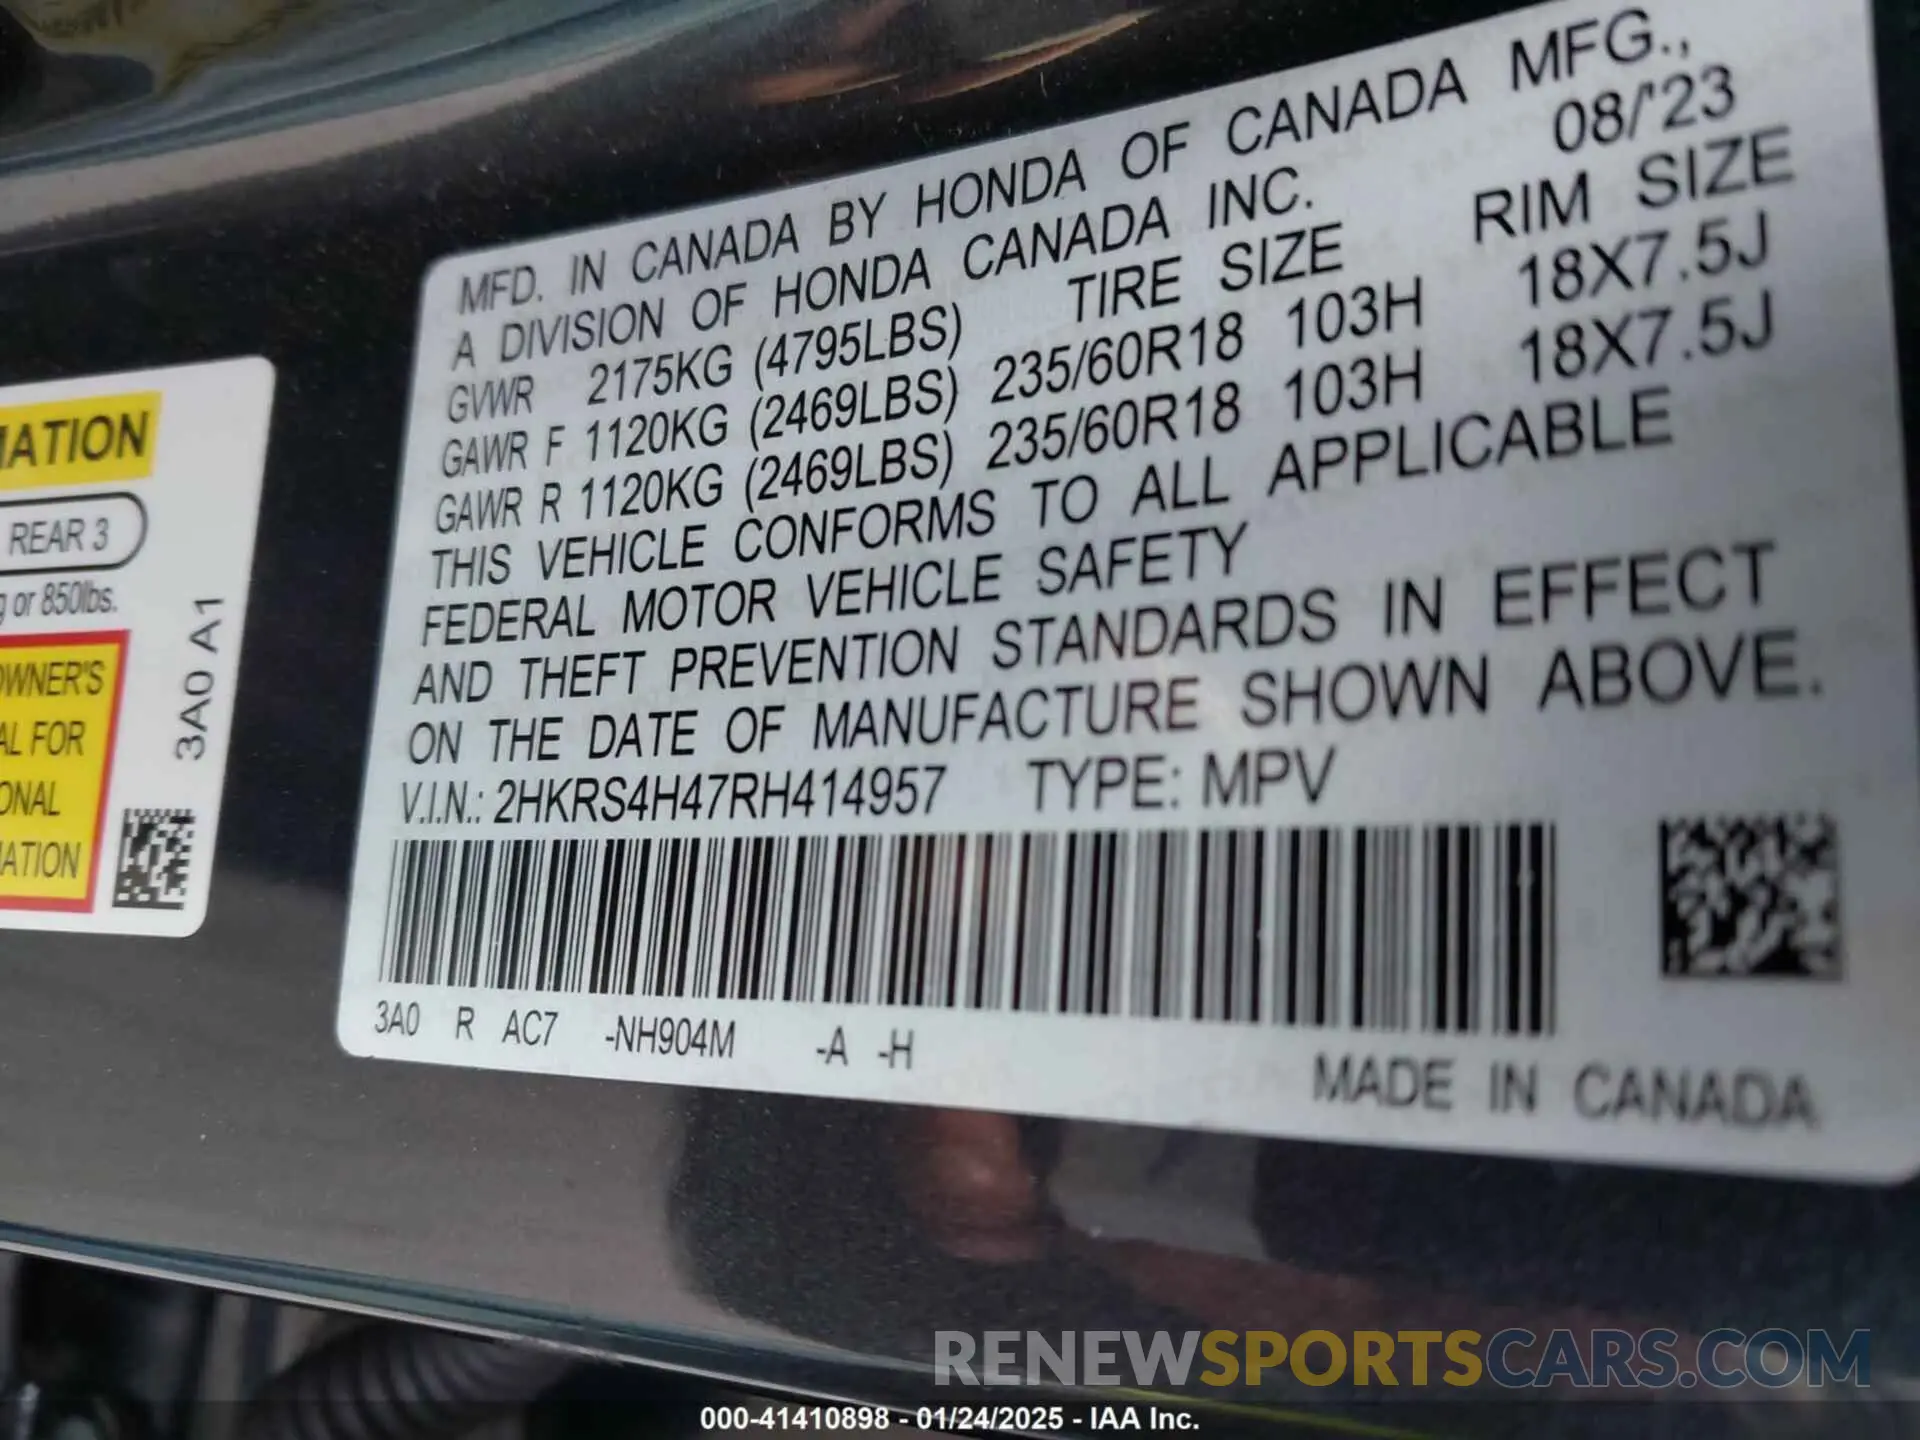 MFD. IN CANADA BY HONDA OF CANADA MFG.,
A DIVISION OF HONDA CANADA INC. 08/'23
GVWR 2175KG (4795LBS) TIRE SIZE RIM SIZE
GAWR F 1120KG (2469LBS) 235/60R18 103H 18X7.5J
GAWR R 1120KG (2469LBS) 235/60R18 103H 18X7.5J
THIS VEHICLE CONFORMS TO ALL APPLICABLE
FEDERAL MOTOR VEHICLE SAFETY
AND THEFT PREVENTION STANDARDS IN EFFECT
ON THE DATE OF MANUFACTURE SHOWN ABOVE.
V.I.N.: 2HKRS4H47RH414957 TYPE: MPV
3A0 R AC7 -NH904M -A -H
MADE IN CANADA
REAR 3
or 850lbs.
OWNER'S
FOR
3A0 A1
RENEWSPORTSCARS.COM
000-41410898 - 01/24/2025 - IAA Inc.